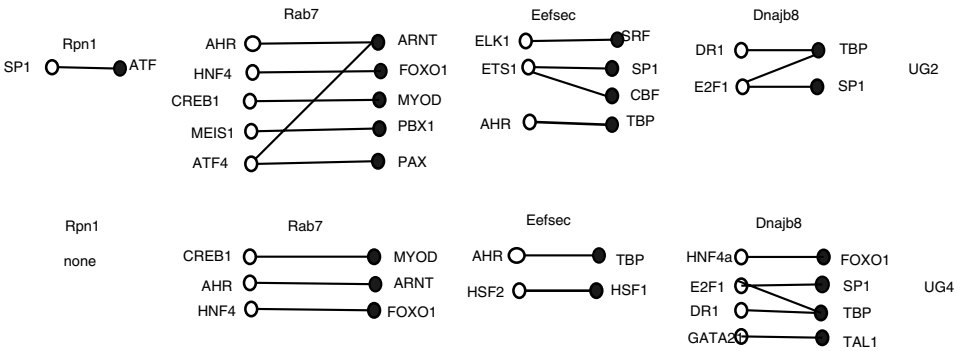 Rpn1
SP1 ATF
Rab7
AHR ARNT
HNF4 FOXO1
CREB1 MYOD
MEIS1 PBX1
ATF4 PAX
Eefsec
ELK1 SRF
ETS1 SP1
CBF
AHR TBP
Dnajb8
DR1 TBP
E2F1 SP1
UG2
Rpn1
none
Rab7
CREB1 MYOD
AHR ARNT
HNF4 FOXO1
Eefsec
AHR TBP
HSF2 HSF1
Dnajb8
HNF4a FOXO1
E2F1 SP1
DR1 TBP
GATA21 TAL1
UG4